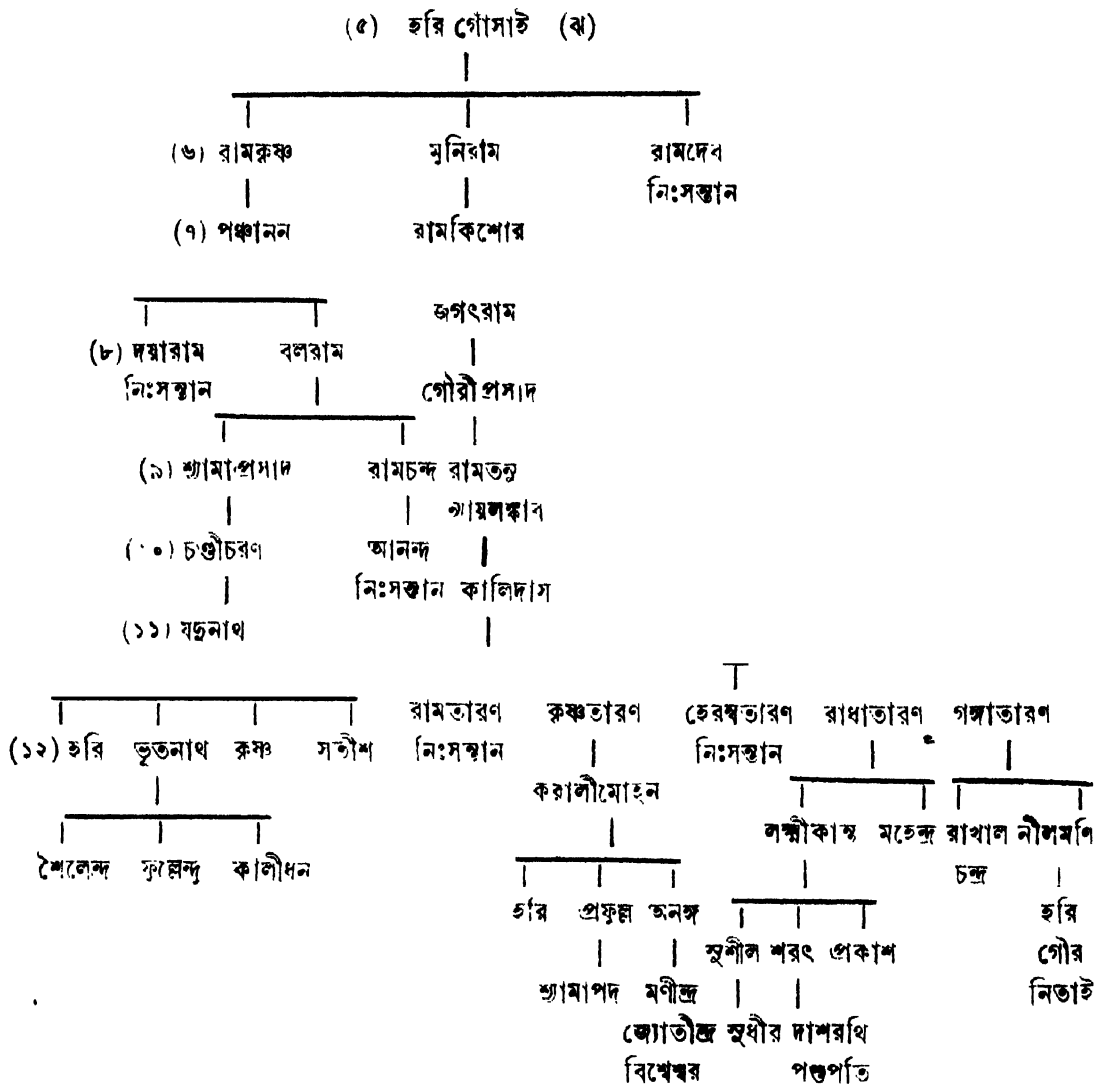 (৫) হরি গোঁসাই (ঝ)
(৬) রামকৃষ্ণ মুনিরাম রামদেব
নিঃসন্তান
(৭) পঞ্চানন রামকিশোর
জগৎরাম
(৮) দয়ারাম বলরাম
নিঃসন্তান গৌরীপ্রসাদ
(৯) শ্যামাপ্রসাদ রামচন্দ্র রামতনু
ন্যায়লঙ্কার
(১০) চণ্ডীচরণ আনন্দ
নিঃসন্তান কালিদাস
(১১) যদুনাথ
রামতারণ কৃষ্ণতারণ হেরম্বতারণ রাধাতারণ গঙ্গাতারণ
(১২) হরি ভূতনাথ কৃষ্ণ সতীশ নিঃসন্তান নিঃসন্তান
করালীমোহন
লক্ষ্মীকান্ত মহেন্দ্র রাখাল নীলমণি
শৈলেন্দ্র ফুল্লেন্দু কালীধন চন্দ্র
হরি প্রফুল্ল অনঙ্গ হরি
সুশীল শরৎ প্রকাশ গৌর
শ্যামাপদ মণীন্দ্র নিতাই
জ্যোতীন্দ্র সুধীর দাশরথি
বিশ্বেশ্বর পশুপতি